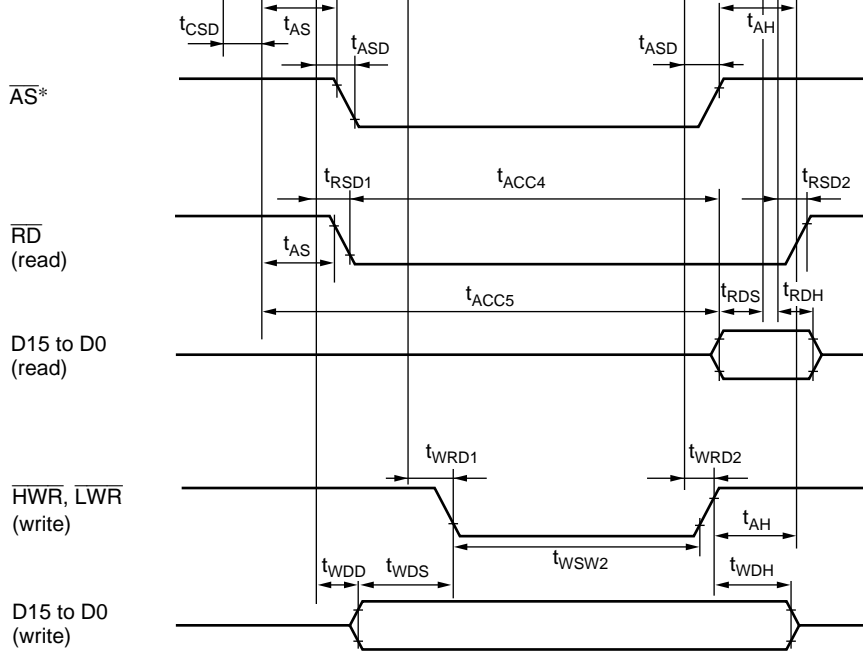 tCSD tAS tAH
tASD tASD
AS*
tRSD1 tACC4 tRSD2
RD
(read)
tAS
tACC5 tRDS tRDH
D15 to D0
(read)
tWRD1 tWRD2
HWR, LWR
(write)
tAH
tWSW2
tWDD tWDS tWDH
D15 to D0
(write)